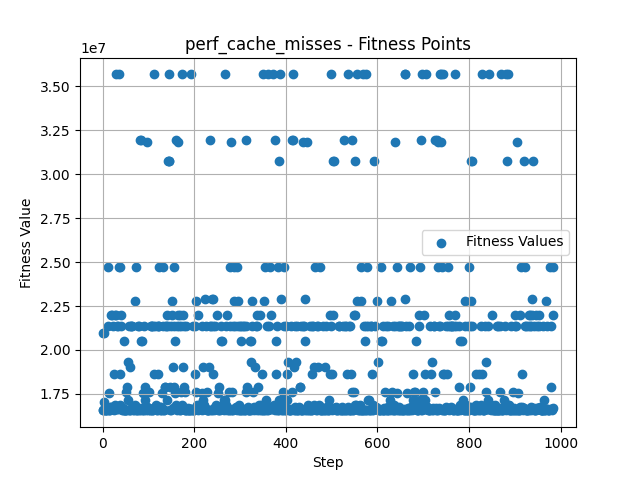 perf_cache_misses - Fitness Points
1e7
3.50
3.25
3.00
2.75
2.50
2.25
2.00
1.75
Fitness Value
Fitness Values
0
200
400
600
800
1000
Step